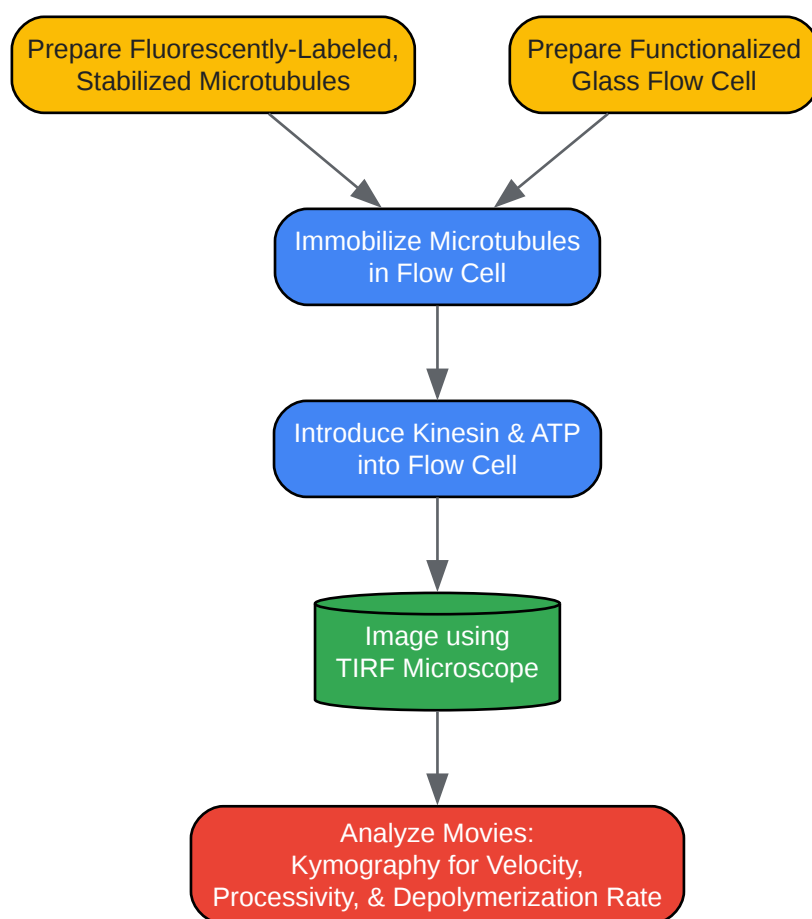 Prepare Fluorescently-Labeled,
Stabilized Microtubules
Prepare Functionalized
Glass Flow Cell
Immobilize Microtubules
in Flow Cell
Introduce Kinesin & ATP
into Flow Cell
Image using
TIRF Microscope
Analyze Movies:
Kymography for Velocity,
Processivity, & Depolymerization Rate